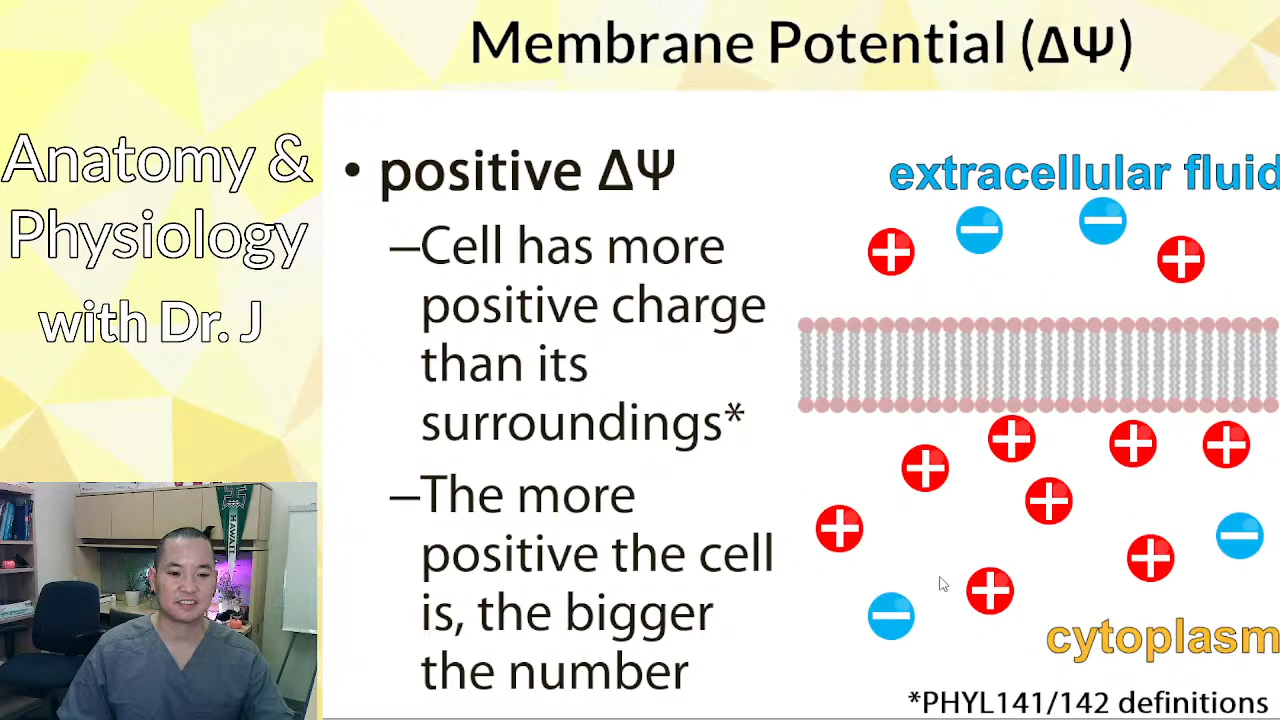 Membrane Potential (ΔΨ)
Anatomy &
Physiology
with Dr. J
• positive ΔΨ
–Cell has more
positive charge
than its
surroundings*
–The more
positive the cell
is, the bigger
the number
extracellular fluid
cytoplasm
*PHYL141/142 definitions
HAWAII